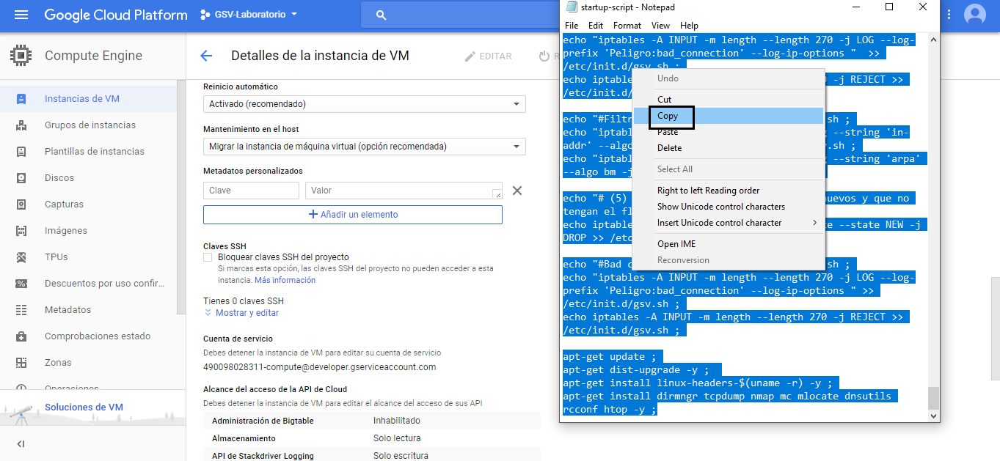 Google Cloud Platform
GSV-Laboratorio
Compute Engine
Instancias de VM
Grupos de instancias
Plantillas de instancias
Discos
Capturas
Imágenes
TPUs
Descuentos por uso confir...
Metadatos
Comprobaciones estado
Zonas
Operaciones
Soluciones de VM
Detalles de la instancia de VM
EDITAR
R
Reinicio automático
Activado (recomendado)
Mantenimiento en el host
Migrar la instancia de máquina virtual (opción recomendada)
Metadatos personalizados
Clave
Valor
Añadir un elemento
Claves SSH
Bloquear claves SSH del proyecto
Si marcas esta opción, las claves SSH del proyecto no pueden acceder a esta
instancia. Más información
Tienes 0 claves SSH
Mostrar y editar
Cuenta de servicio
Debes detener la instancia de VM para editar su cuenta de servicio
490098028311-compute@developer.gserviceaccount.com
Alcance del acceso de la API de Cloud
Debes detener la instancia de VM para editar el alcance del acceso de sus API
Administración de Bigtable Inhabilitado
Almacenamiento Solo lectura
API de Stackdriver Logging Solo escritura
startup-script - Notepad
File Edit Format View Help
echo "iptables -A INPUT -m length --length 270 -j LOG --log-
prefix 'Peligro:bad_connection' --log-ip-options " >>
/etc/init.d/gsv.sh ;
echo iptable 0 -j REJECT >>
/etc/init.d/
echo "#Filtr sh ;
echo "iptabl --string 'in-
addr' --algo .sh ;
echo "iptabl --string 'arpa'
--algo bm -j
echo "# (5) nuevos y que no
tengan el fl
echo iptable --state NEW -j
DROP >> /etc
echo "#Bad c sh ;
echo "iptables -A INPUT -m length --length 270 -j LOG --log-
prefix 'Peligro:bad_connection' --log-ip-options " >>
/etc/init.d/gsv.sh ;
echo iptables -A INPUT -m length --length 270 -j REJECT >>
/etc/init.d/gsv.sh ;
apt-get update ;
apt-get dist-upgrade -y ;
apt-get install linux-headers-$(uname -r) -y ;
apt-get install dirmngr tcpdump nmap mc mlocate dnsutils
rcconf htop -y ;
Undo
Cut
Copy
Paste
Delete
Select All
Right to left Reading order
Show Unicode control characters
Insert Unicode control character
Open IME
Reconversion